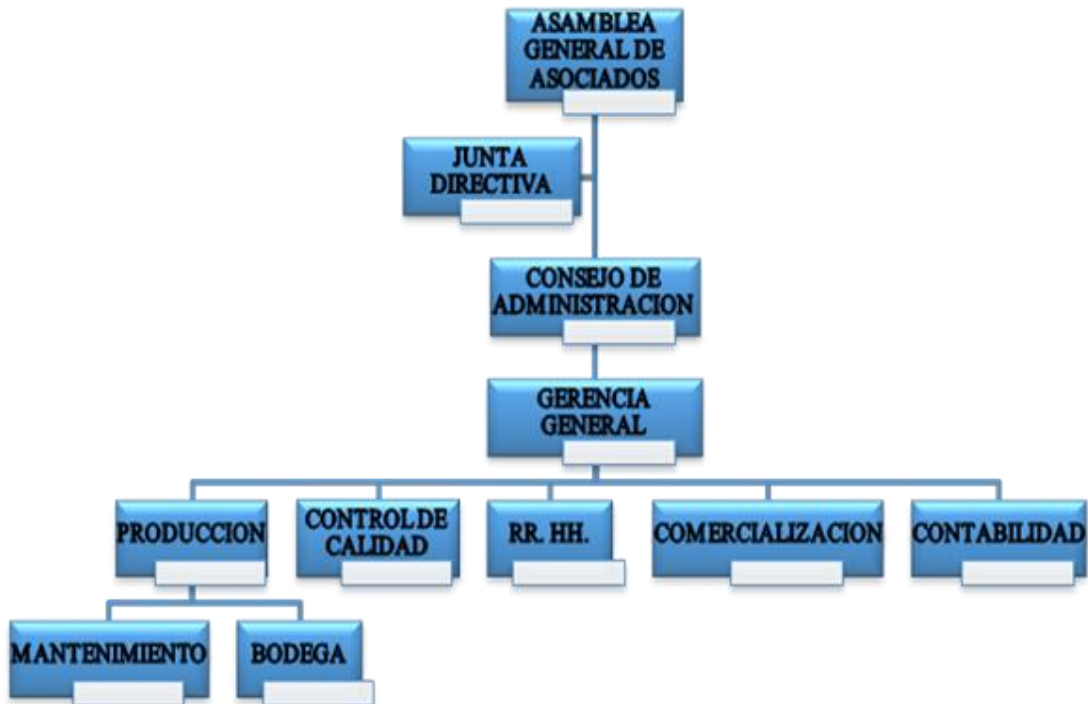 ASAMBLEA
GENERAL DE
ASOCIADOS
JUNTA
DIRECTIVA
CONSEJO DE
ADMINISTRACION
GERENCIA
GENERAL
PRODUCCION
CONTROL DE
CALIDAD
RR. HH.
COMERCIALIZACION
CONTABILIDAD
MANTENIMIENTO
BODEGA